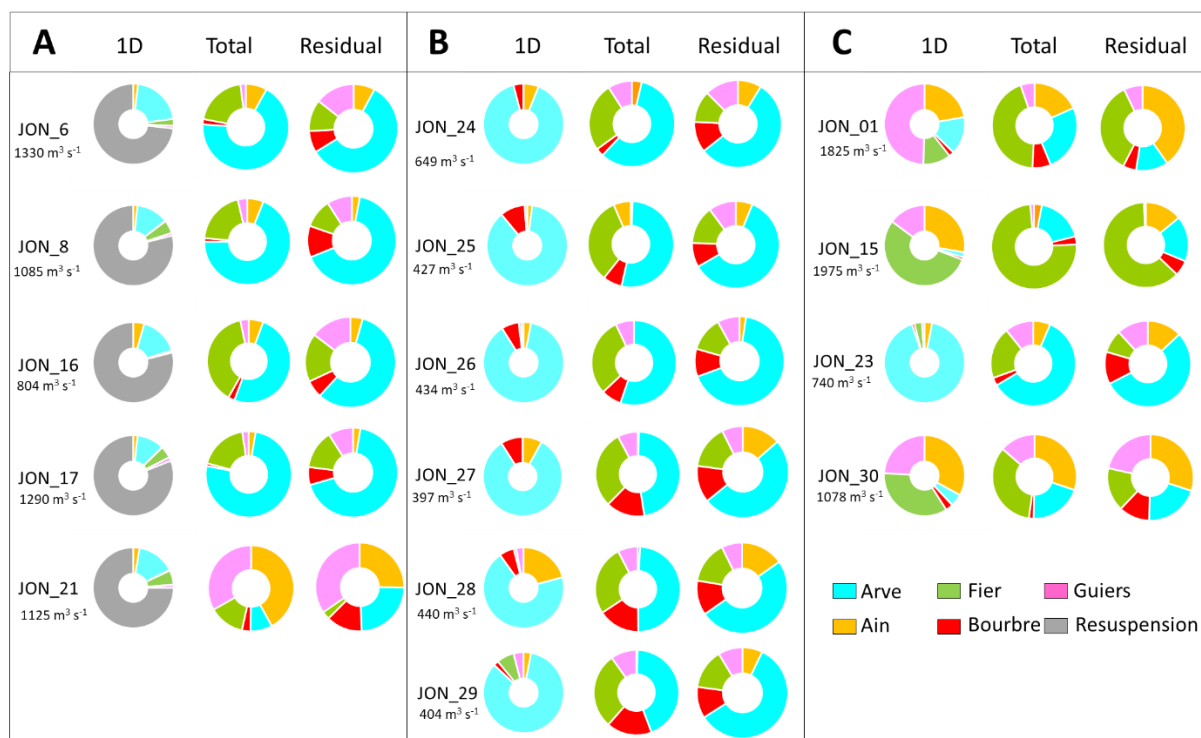 A 1D Total Residual B 1D Total Residual C 1D Total Residual
JON_6
1330 m³ s⁻¹
JON_8
1085 m³ s⁻¹
JON_16
804 m³ s⁻¹
JON_17
1290 m³ s⁻¹
JON_21
1125 m³ s⁻¹
JON_24
649 m³ s⁻¹
JON_25
427 m³ s⁻¹
JON_26
434 m³ s⁻¹
JON_27
397 m³ s⁻¹
JON_28
440 m³ s⁻¹
JON_29
404 m³ s⁻¹
JON_01
1825 m³ s⁻¹
JON_15
1975 m³ s⁻¹
JON_23
740 m³ s⁻¹
JON_30
1078 m³ s⁻¹
Arve Fier Guiers
Ain Bourbre Resuspension